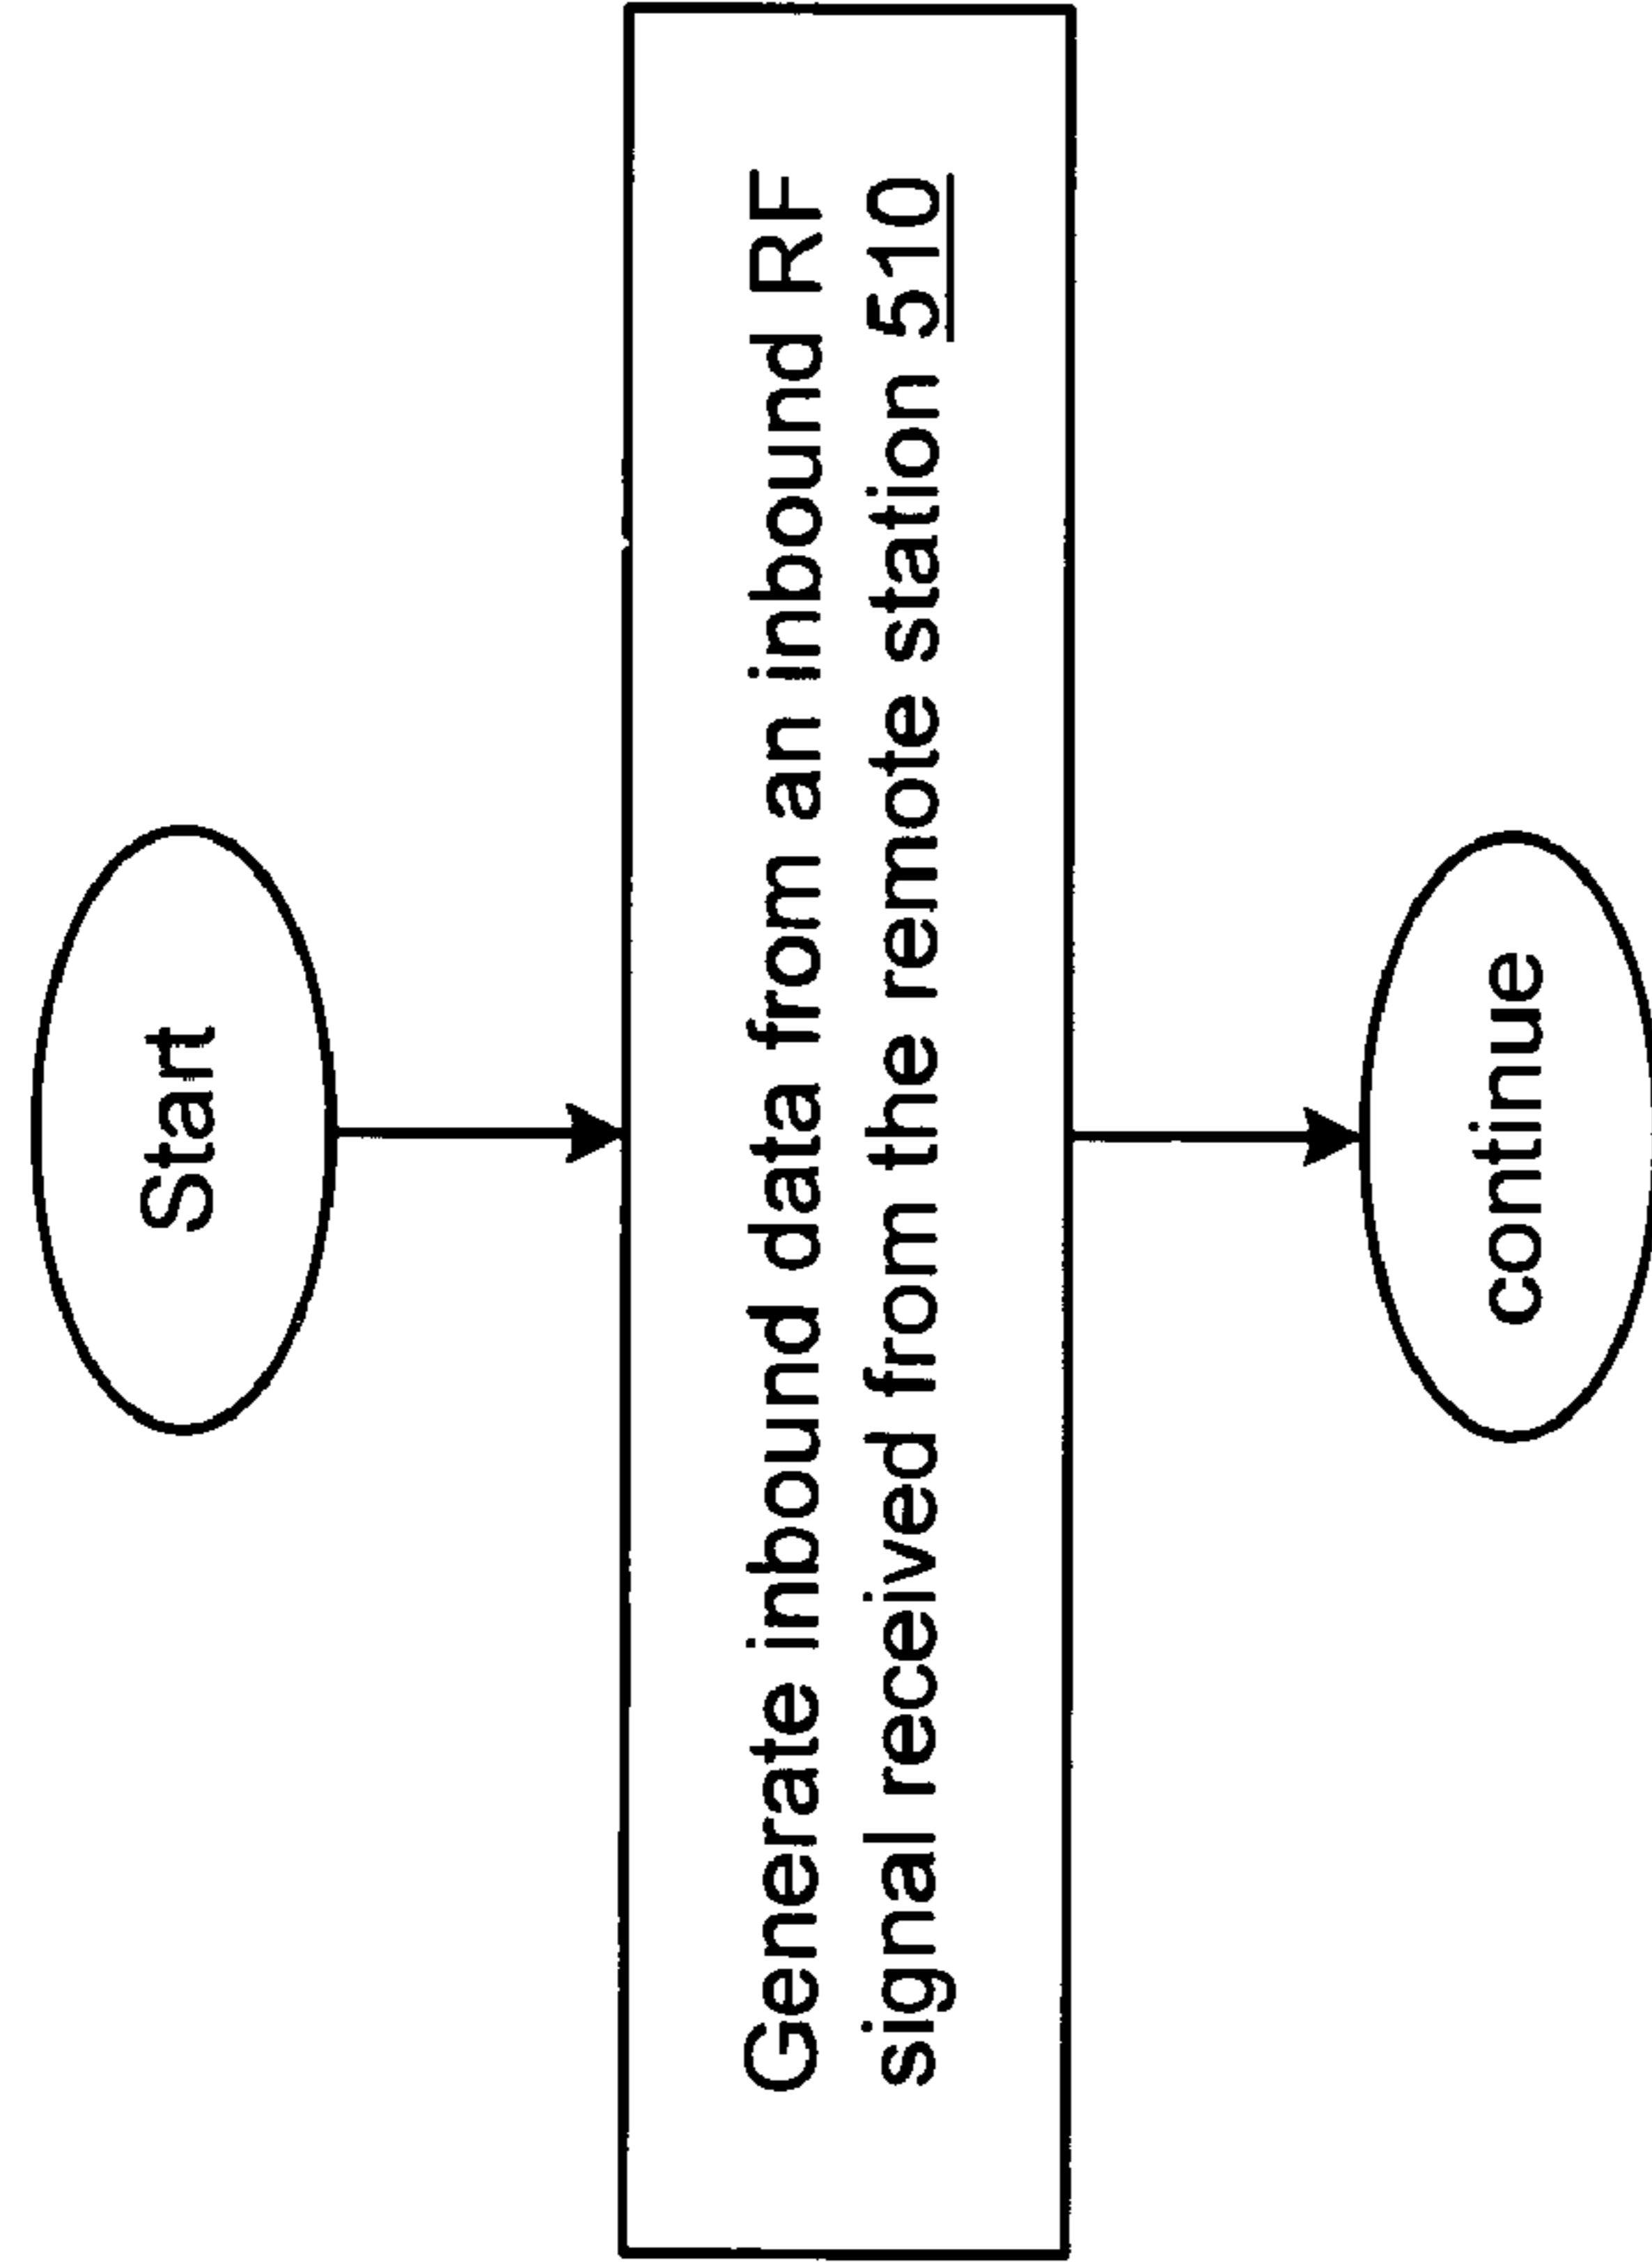 Start
Generate inbound data from an inbound RF
signal received from the remote station 510
continue